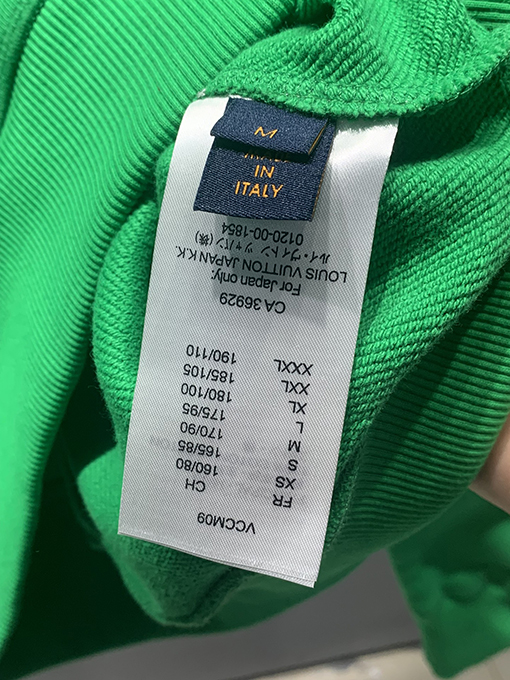 M
IN
ITALY
VCCM09
FR CH
XS 160/80
S 165/85
M 170/90
L 175/95
XL 180/100
XXL 185/105
XXXL 190/110
CA 36929
For Japan only:
LOUIS VUITTON JAPAN K.K.
ルイ・ヴィトン ジャパン(株)
0120-00-1854